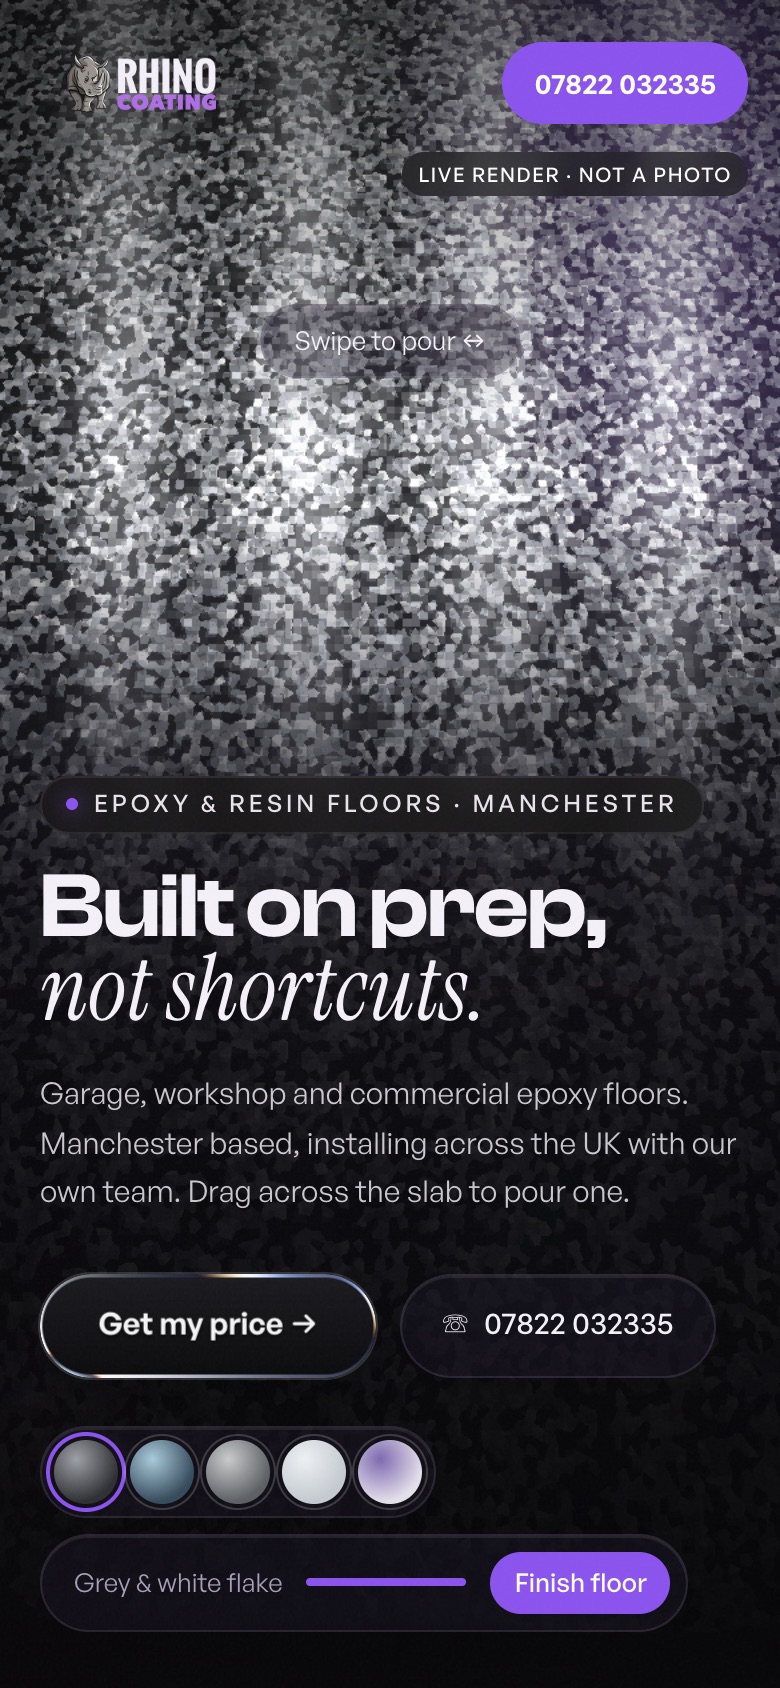 RHINO
COATING
07822 032335
LIVE RENDER · NOT A PHOTO
Swipe to pour ↔
EPOXY & RESIN FLOORS · MANCHESTER
Built on prep,
not shortcuts.
Garage, workshop and commercial epoxy floors.
Manchester based, installing across the UK with our
own team. Drag across the slab to pour one.
Get my price →
☏ 07822 032335
Grey & white flake
Finish floor